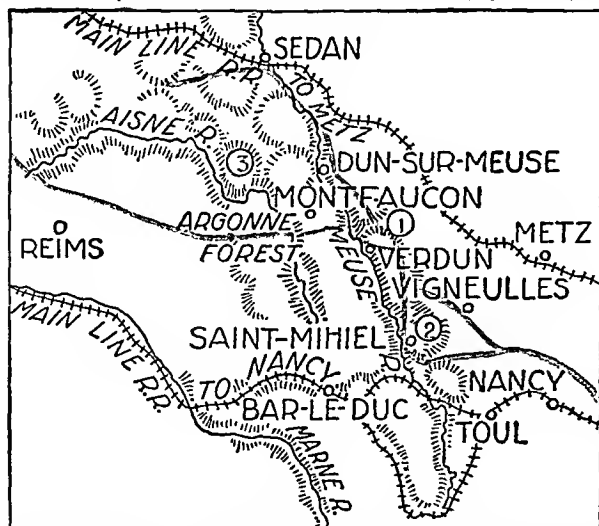 SEDAN
MAIN LINE R.R.
TO METZ
AISNE R.
③
DUN-SUR-MEUSE
MONTFAUCON
ARGONNE
FOREST
①
METZ
REIMS
MEUSE
VERDUN
VIGNEULLES
SAINT-MIHIEL
②
MAIN LINE R.R.
TO NANCY
R.
NANCY
BAR-LE-DUC
TOUL
MARNE R.